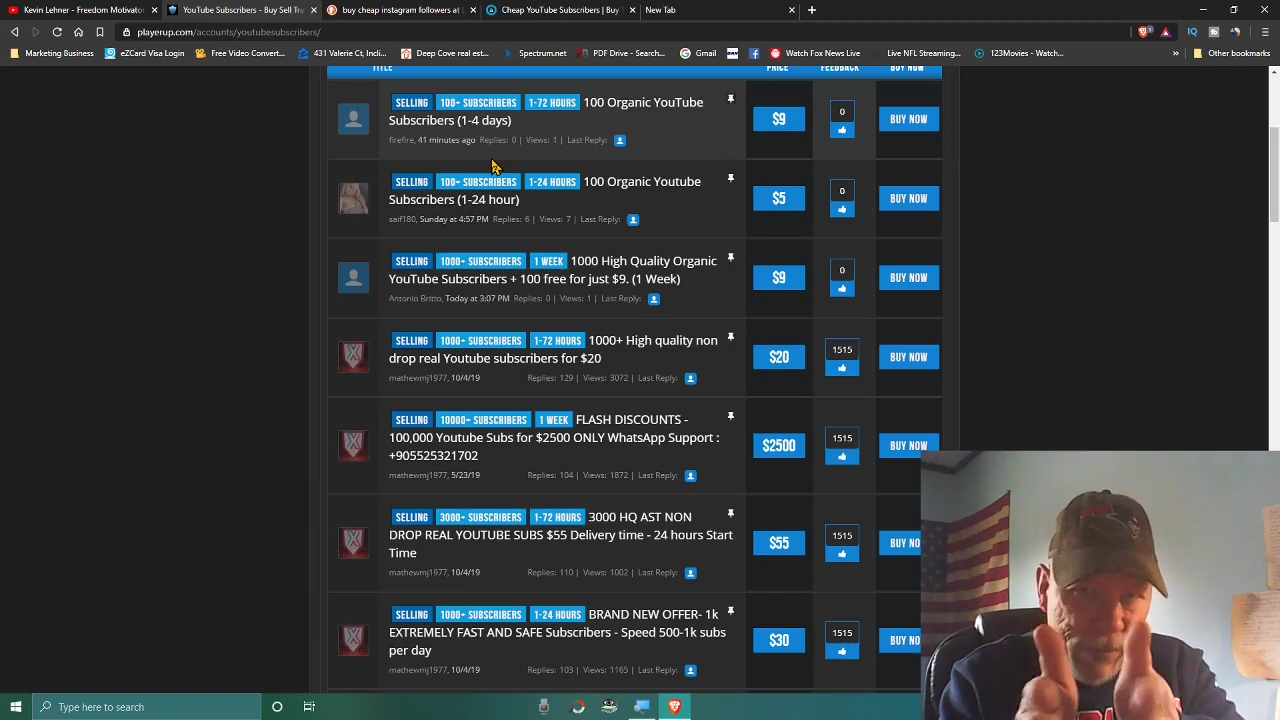 Kevin Lehner - Freedom Motivator
YouTube Subscribers - Buy Sell Tra
buy cheap instagram followers at
Cheap YouTube Subscribers | Buy
New Tab
playerup.com/accounts/youtubesubscribers/
Marketing Business
eZCard Visa Login
Free Video Convert...
431 Valerie Ct, Incli...
Deep Cove real est...
Spectrum.net
PDF Drive - Search...
Gmail
Watch Fox News Live
Live NFL Streaming...
123Movies - Watch...
Other bookmarks
TITLE PRICE FEEDBACK BUY NOW
SELLING 100+ SUBSCRIBERS 1-72 HOURS 100 Organic YouTube
Subscribers (1-4 days)
firefire, 41 minutes ago Replies: 0 | Views: 1 | Last Reply:
$9
0
BUY NOW
SELLING 100+ SUBSCRIBERS 1-24 HOURS 100 Organic Youtube
Subscribers (1-24 hour)
saif180, Sunday at 4:57 PM Replies: 6 | Views: 7 | Last Reply:
$5
0
BUY NOW
SELLING 1000+ SUBSCRIBERS 1 WEEK 1000 High Quality Organic
YouTube Subscribers + 100 free for just $9. (1 Week)
Antonio Britto, Today at 3:07 PM Replies: 0 | Views: 1 | Last Reply:
$9
0
BUY NOW
SELLING 1000+ SUBSCRIBERS 1-72 HOURS 1000+ High quality non
drop real Youtube subscribers for $20
mathewmj1977, 10/4/19 Replies: 129 | Views: 3072 | Last Reply:
$20
1515
BUY NOW
SELLING 10000+ SUBSCRIBERS 1 WEEK FLASH DISCOUNTS -
100,000 Youtube Subs for $2500 ONLY WhatsApp Support :
+905525321702
mathewmj1977, 5/23/19 Replies: 104 | Views: 1872 | Last Reply:
$2500
1515
BUY NOW
SELLING 3000+ SUBSCRIBERS 1-72 HOURS 3000 HQ AST NON
DROP REAL YOUTUBE SUBS $55 Delivery time - 24 hours Start
Time
mathewmj1977, 10/4/19 Replies: 110 | Views: 1002 | Last Reply:
$55
1515
BUY NO
SELLING 1000+ SUBSCRIBERS 1-24 HOURS BRAND NEW OFFER- 1k
EXTREMELY FAST AND SAFE Subscribers - Speed 500-1k subs
per day
mathewmj1977, 10/4/19 Replies: 103 | Views: 1165 | Last Reply:
$30
1515
BUY NO
Type here to search